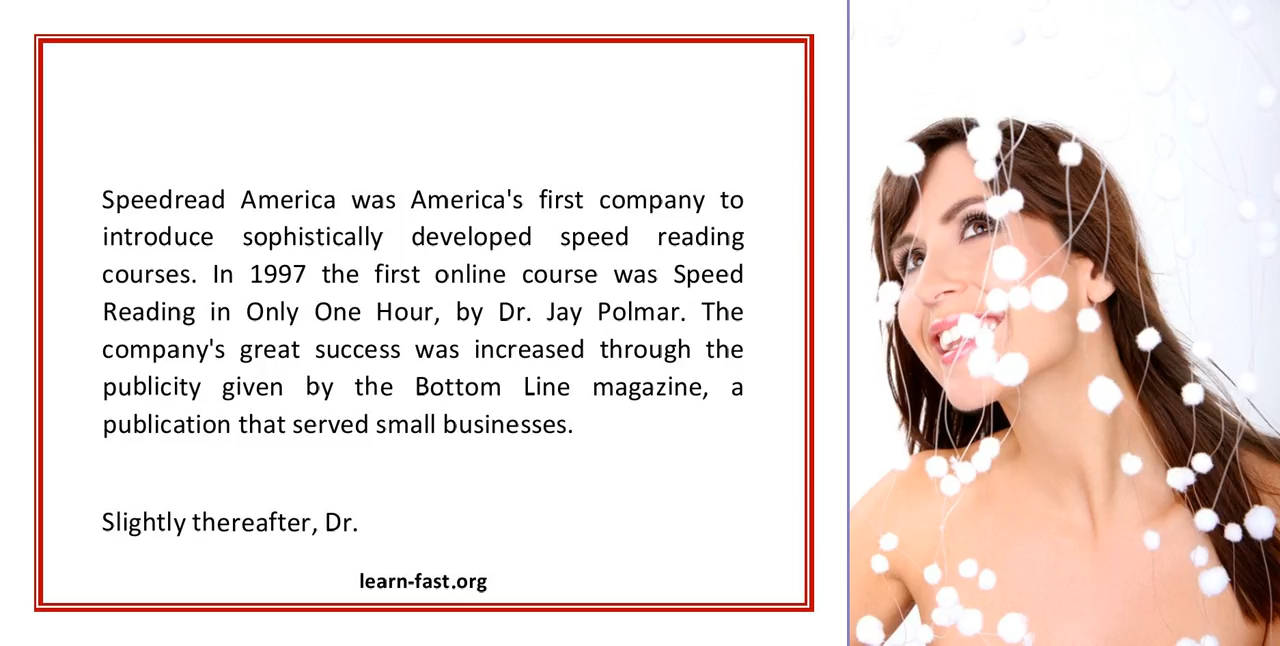 Speedread America was America's first company to
introduce sophistically developed speed reading
courses. In 1997 the first online course was Speed
Reading in Only One Hour, by Dr. Jay Polmar. The
company's great success was increased through the
publicity given by the Bottom Line magazine, a
publication that served small businesses.
Slightly thereafter, Dr.
learn-fast.org